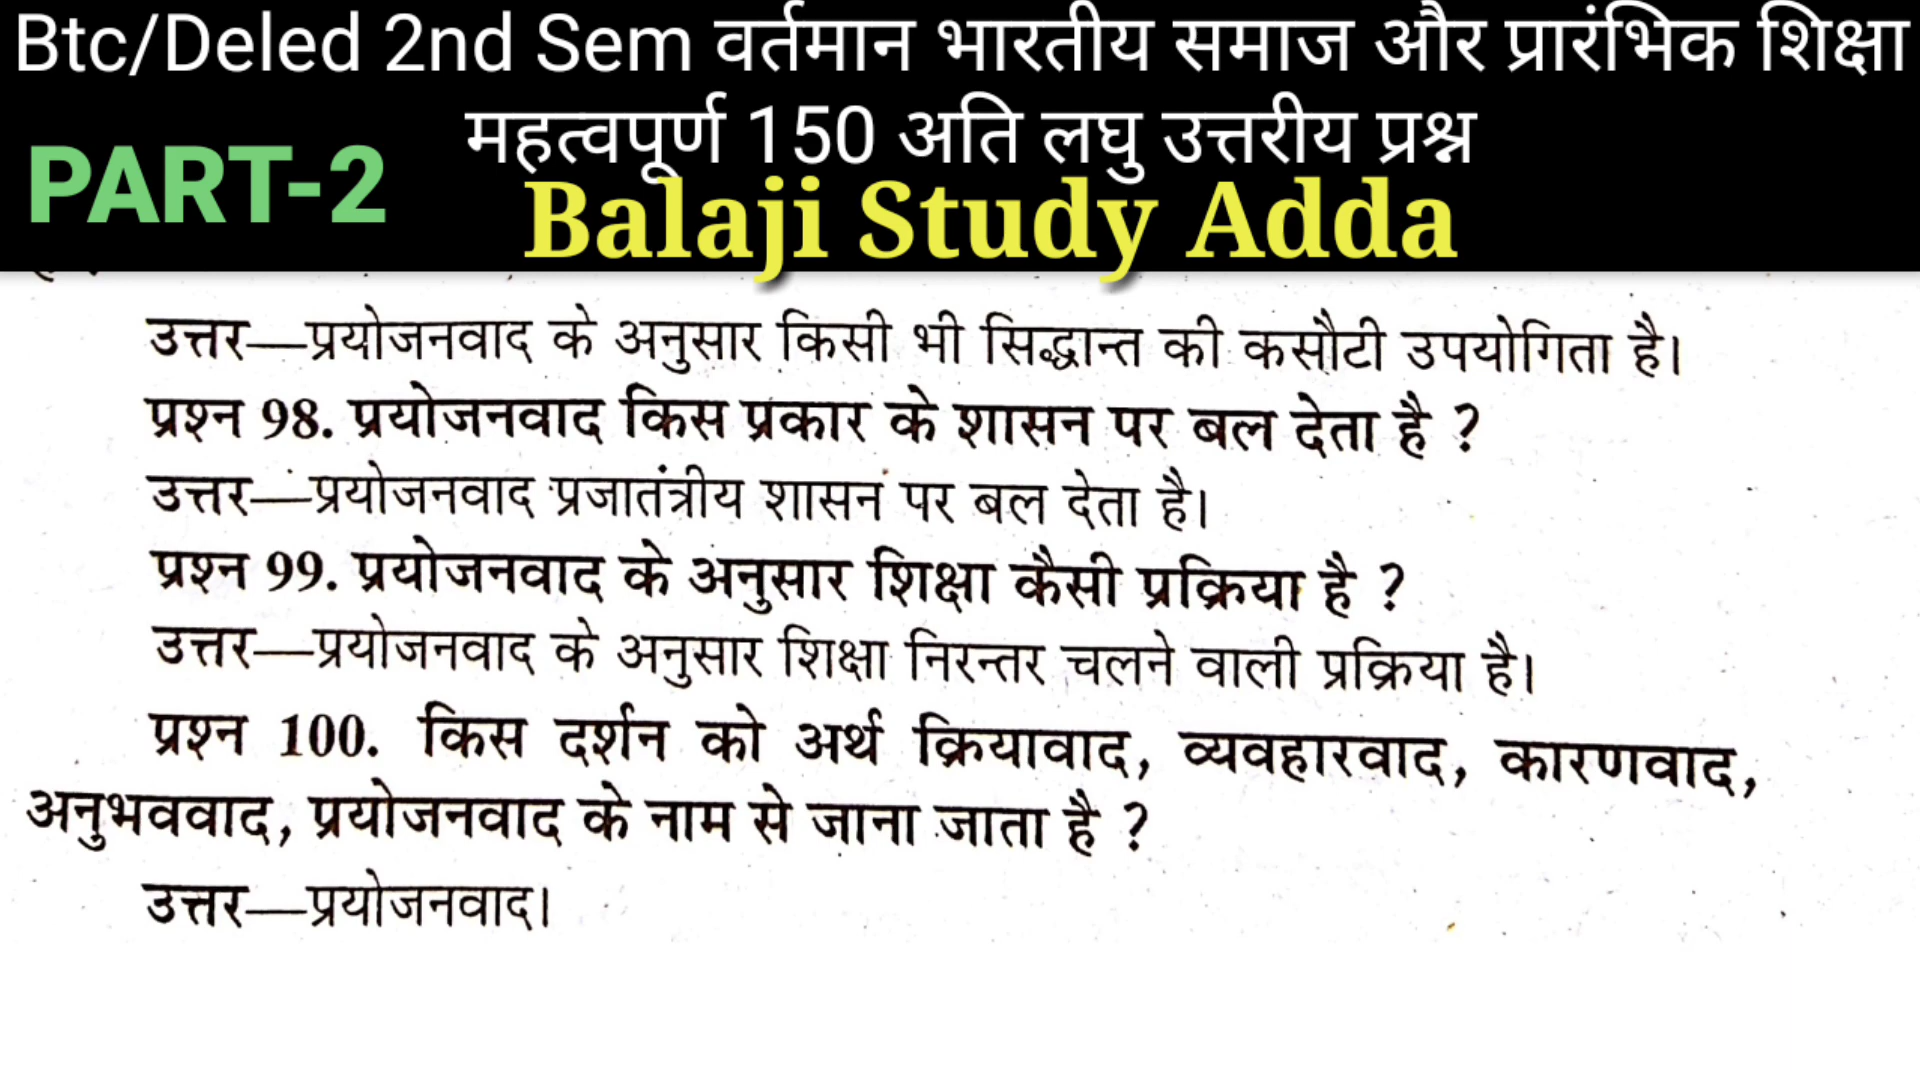 Btc/Deled 2nd Sem वर्तमान भारतीय समाज और प्रारंभिक शिक्षा
महत्वपूर्ण 150 अति लघु उत्तरीय प्रश्न
PART-2
Balaji Study Adda
उत्तर—प्रयोजनवाद के अनुसार किसी भी सिद्धान्त की कसौटी उपयोगिता है।
प्रश्न 98. प्रयोजनवाद किस प्रकार के शासन पर बल देता है ?
उत्तर—प्रयोजनवाद प्रजातंत्रीय शासन पर बल देता है।
प्रश्न 99. प्रयोजनवाद के अनुसार शिक्षा कैसी प्रक्रिया है ?
उत्तर—प्रयोजनवाद के अनुसार शिक्षा निरन्तर चलने वाली प्रक्रिया है।
प्रश्न 100. किस दर्शन को अर्थ क्रियावाद, व्यवहारवाद, कारणवाद,
अनुभववाद, प्रयोजनवाद के नाम से जाना जाता है ?
उत्तर—प्रयोजनवाद।